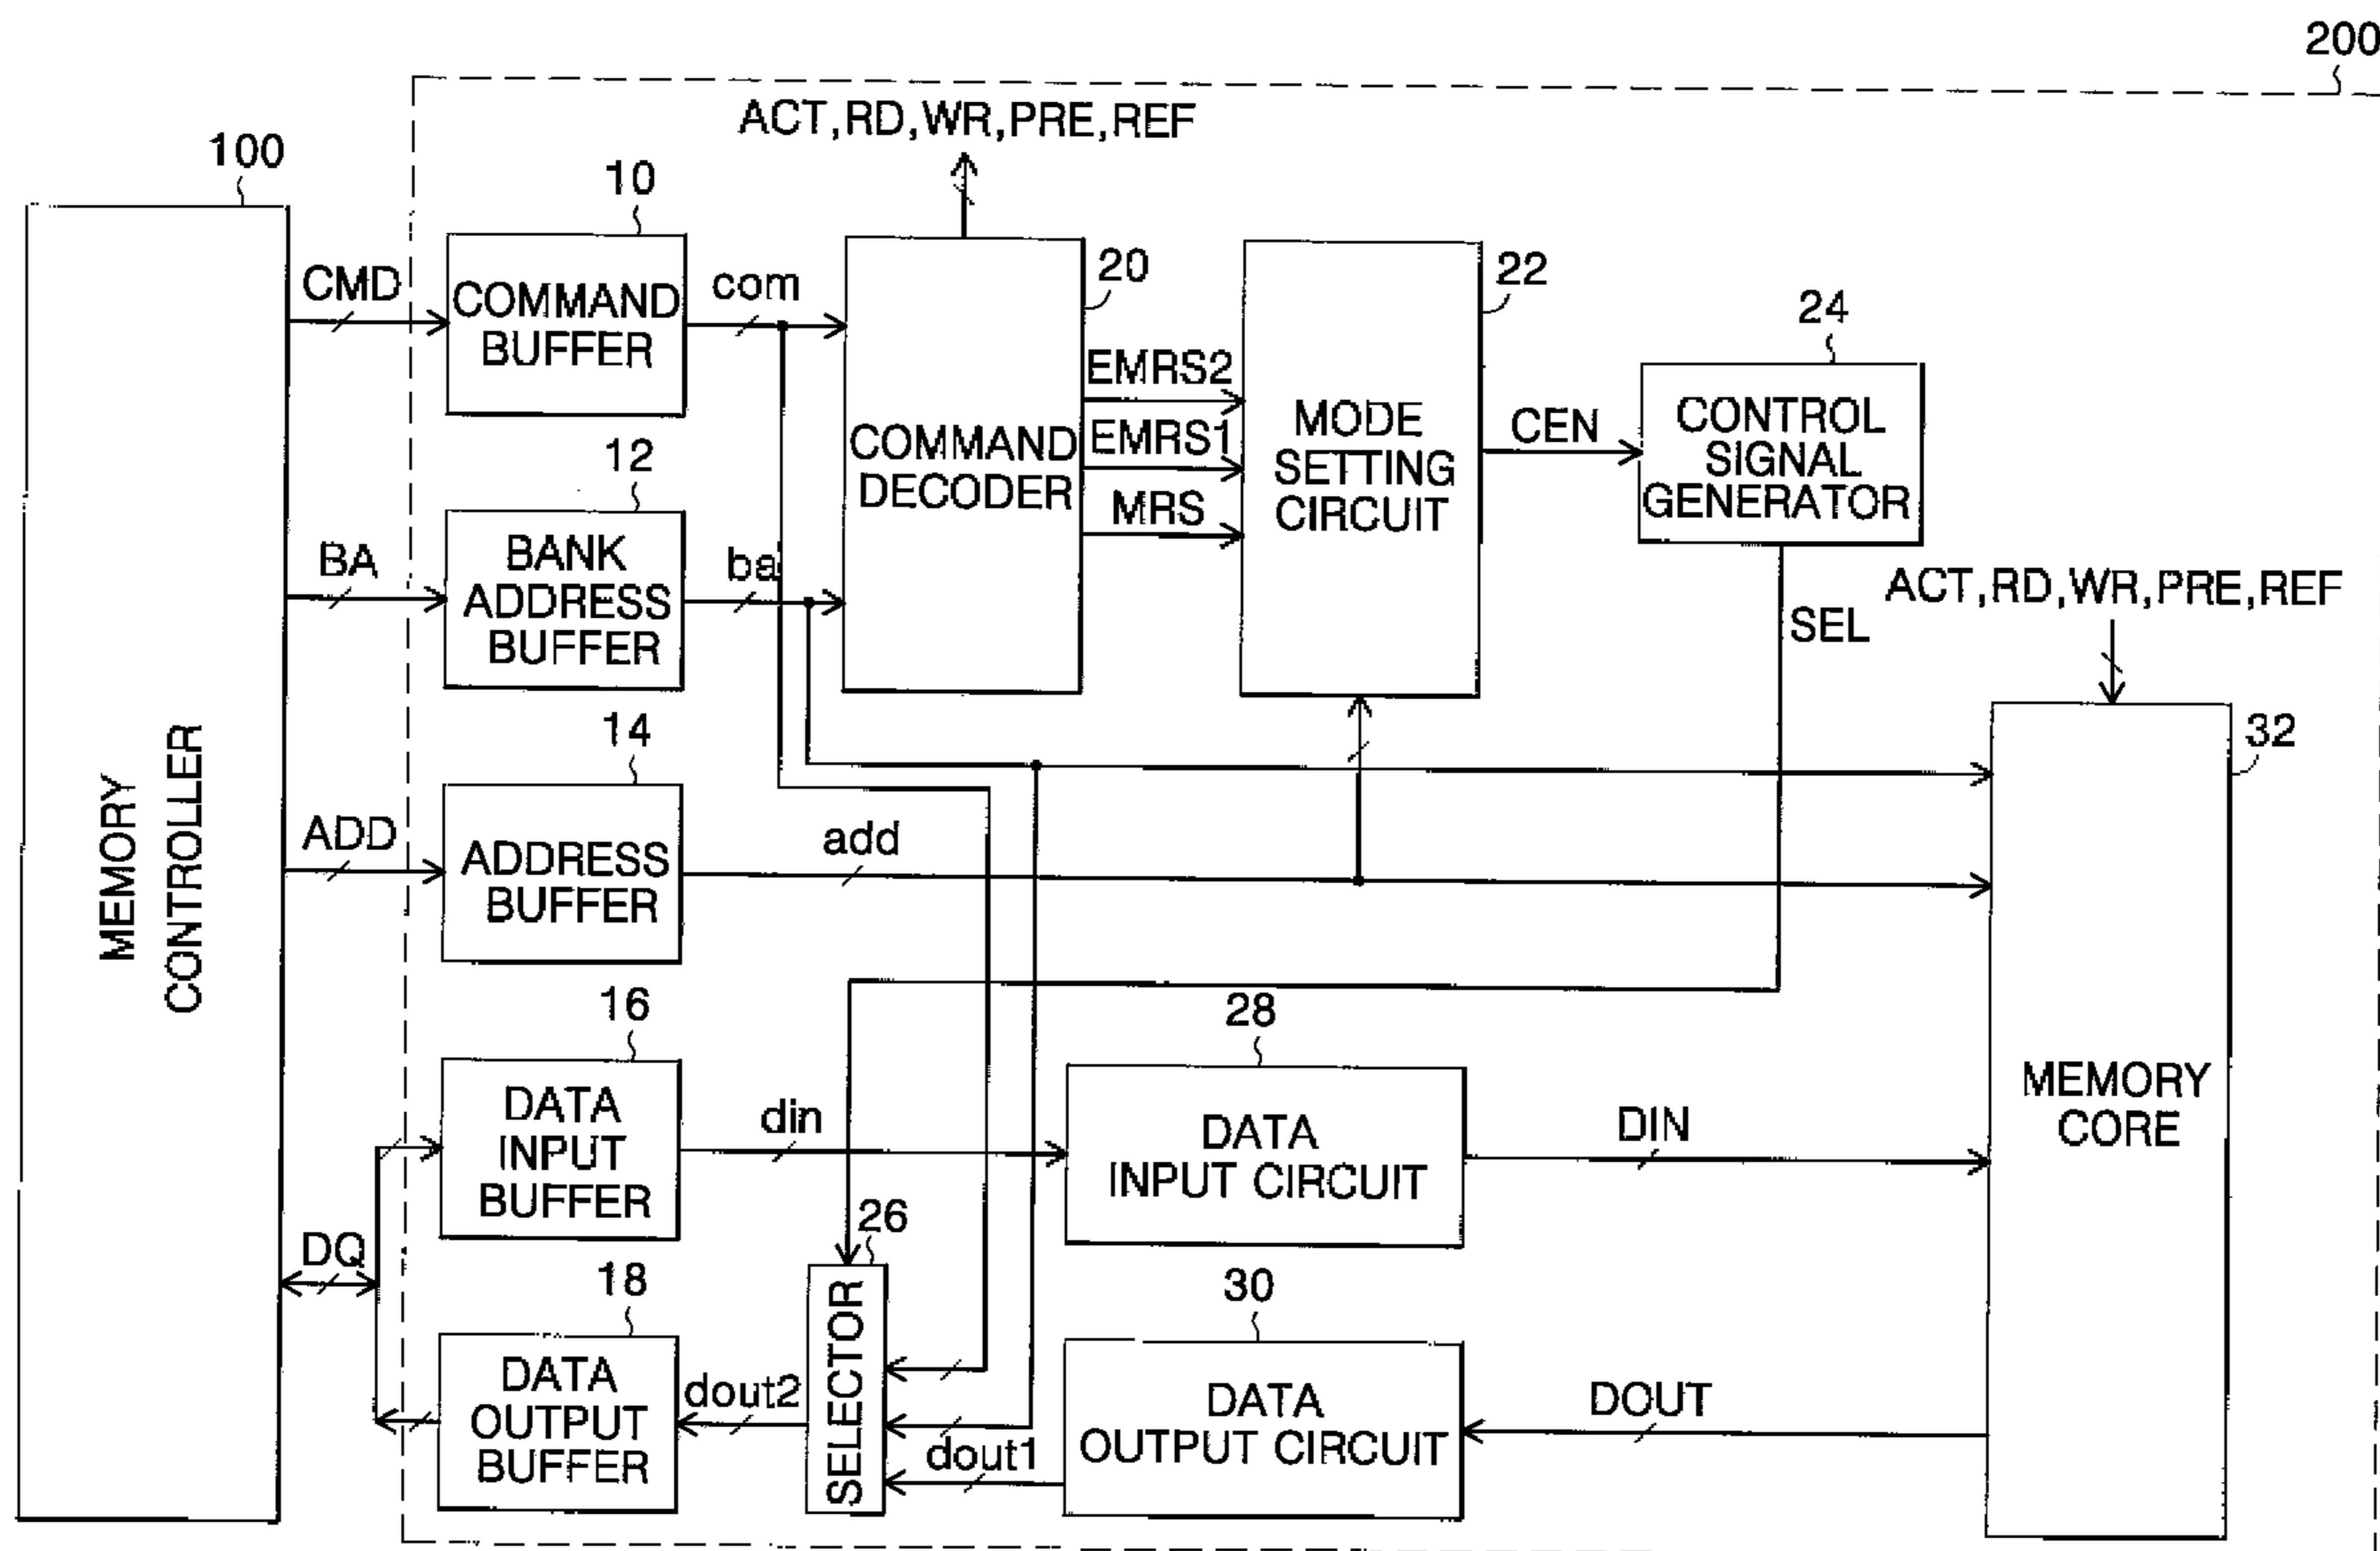 200
ACT,RD,WR,PRE,REF
100
10
CMD
COMMAND
BUFFER
com
20
22
24
EMRS2
EMRS1
MRS
COMMAND
DECODER
MODE
SETTING
CIRCUIT
CEN
CONTROL
SIGNAL
GENERATOR
12
BA
BANK
ADDRESS
BUFFER
ba
SEL
ACT,RD,WR,PRE,REF
32
14
MEMORY
CONTROLLER
ADD
ADDRESS
BUFFER
add
16
28
DATA
INPUT
BUFFER
din
DATA
INPUT CIRCUIT
DIN
MEMORY
CORE
26
DQ
18
30
DATA
OUTPUT
BUFFER
dout2
SELECTOR
dout1
DATA
OUTPUT CIRCUIT
DOUT